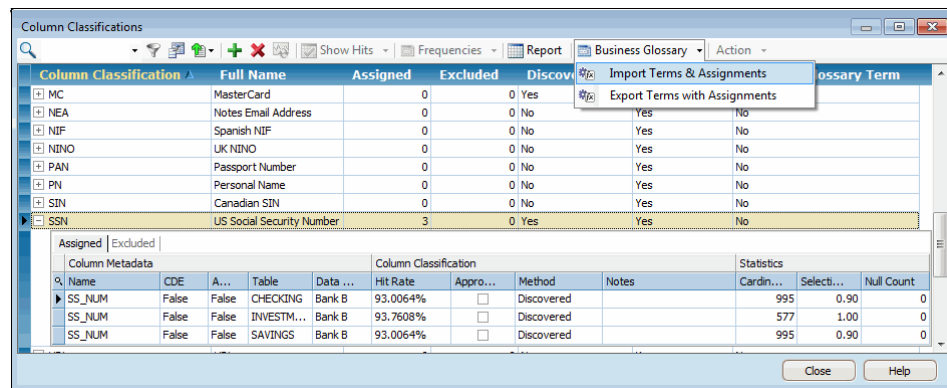 Column Classifications
Show Hits Frequencies Report Business Glossary Action
Column Classification Full Name Assigned Excluded Discov lossary Term
Import Terms & Assignments
Export Terms with Assignments
MC MasterCard 0 0 Yes
NEA Notes Email Address 0 0 No Yes No
NIF Spanish NIF 0 0 No Yes No
NINO UK NINO 0 0 No Yes No
PAN Passport Number 0 0 No Yes No
PN Personal Name 0 0 No Yes No
SIN Canadian SIN 0 0 No Yes No
SSN US Social Security Number 3 0 Yes Yes No
Assigned Excluded
Column Metadata Column Classification Statistics
Name CDE A... Table Data ... Hit Rate Appro... Method Notes Cardin... Selecti... Null Count
SS_NUM False False CHECKING Bank B 93.0064% Discovered 995 0.90 0
SS_NUM False False INVESTM... Bank B 93.7608% Discovered 577 1.00 0
SS_NUM False False SAVINGS Bank B 93.0064% Discovered 995 0.90 0
Close Help